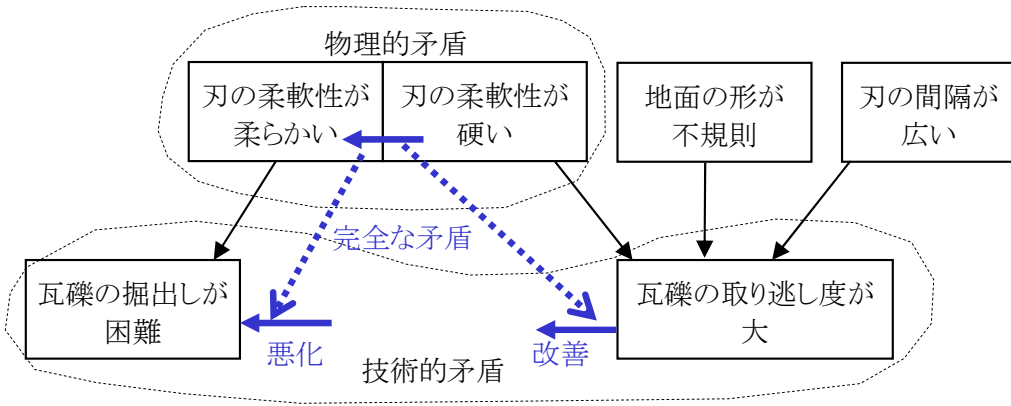 物理的矛盾
刃の柔軟性が
柔らかい
刃の柔軟性が
硬い
地面の形が
不規則
刃の間隔が
広い
完全な矛盾
瓦礫の掘出しが
困難
悪化
改善
瓦礫の取り逃し度が
大
技術的矛盾